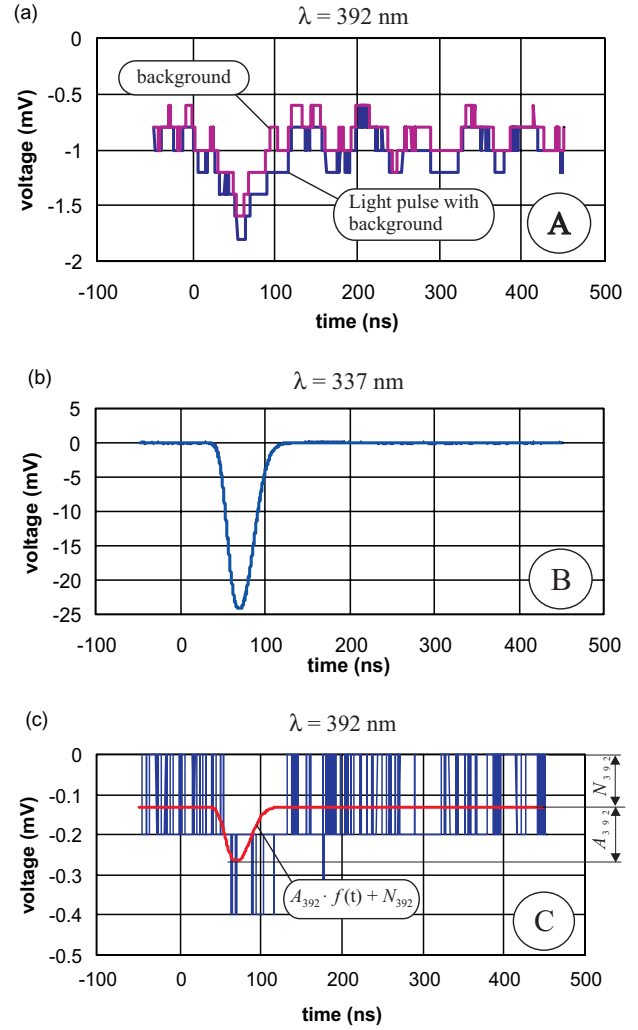 (a)
λ = 392 nm
0
-0.5
-1
-1.5
-2
voltage (mV)
background
Light pulse with
background
A
-100
0
100
200
300
400
500
time (ns)
(b)
λ = 337 nm
5
0
-5
-10
-15
-20
-25
voltage (mV)
B
-100
0
100
200
300
400
500
time (ns)
(c)
λ = 392 nm
0
-0.1
-0.2
-0.3
-0.4
-0.5
voltage (mV)
N392
A392
A392 · f(t) + N392
C
-100
0
100
200
300
400
500
time (ns)